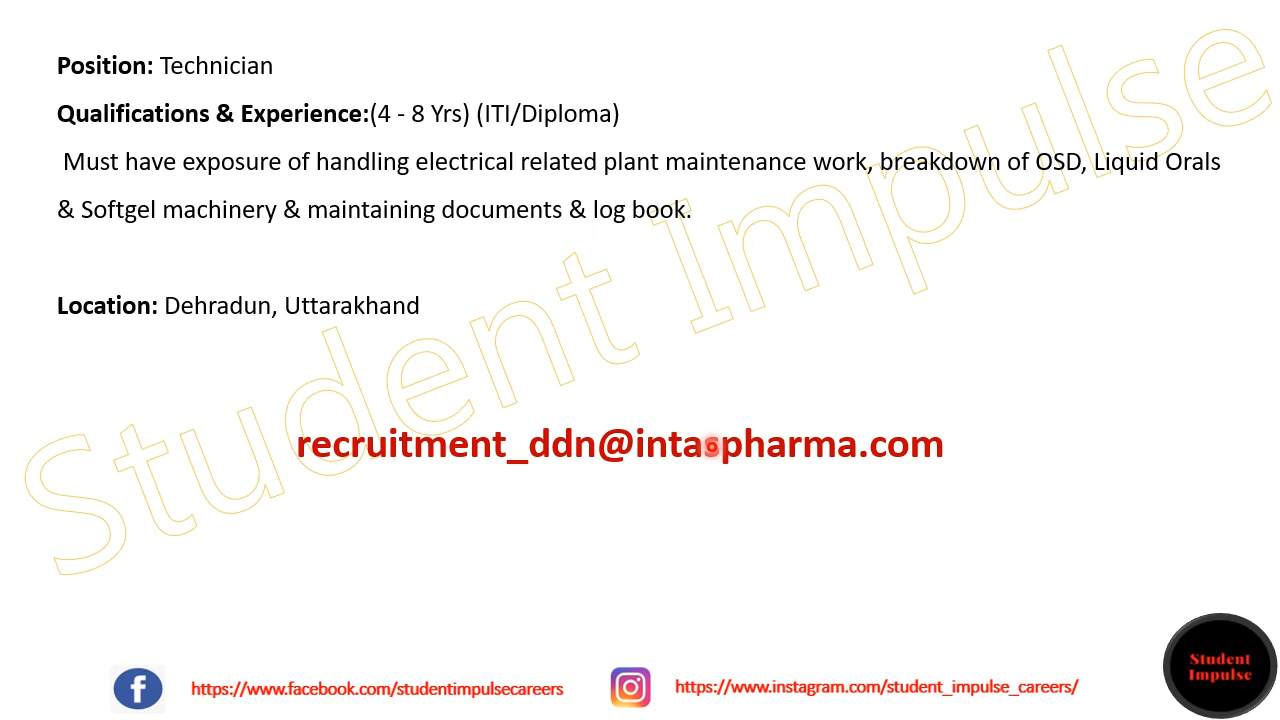 Position: Technician
Qualifications & Experience:(4 - 8 Yrs) (ITI/Diploma)
Must have exposure of handling electrical related plant maintenance work, breakdown of OSD, Liquid Orals
& Softgel machinery & maintaining documents & log book.
Location: Dehradun, Uttarakhand
Student Impulse
recruitment_ddn@intaspharma.com
https://www.facebook.com/studentimpulsecareers
https://www.instagram.com/student_impulse_careers/
Student
Impulse